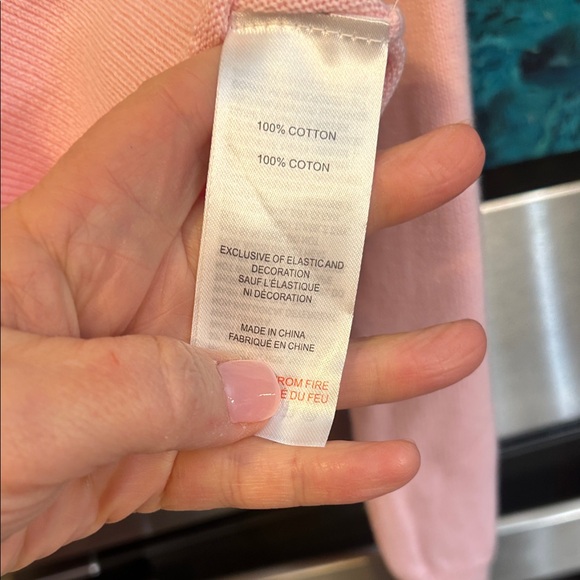 100% COTTON
100% COTON
EXCLUSIVE OF ELASTIC AND
DECORATION
SAUF L'ÉLASTIQUE
NI DÉCORATION
MADE IN CHINA
FABRIQUÉ EN CHINE
ROM FIRE
É DU FEU